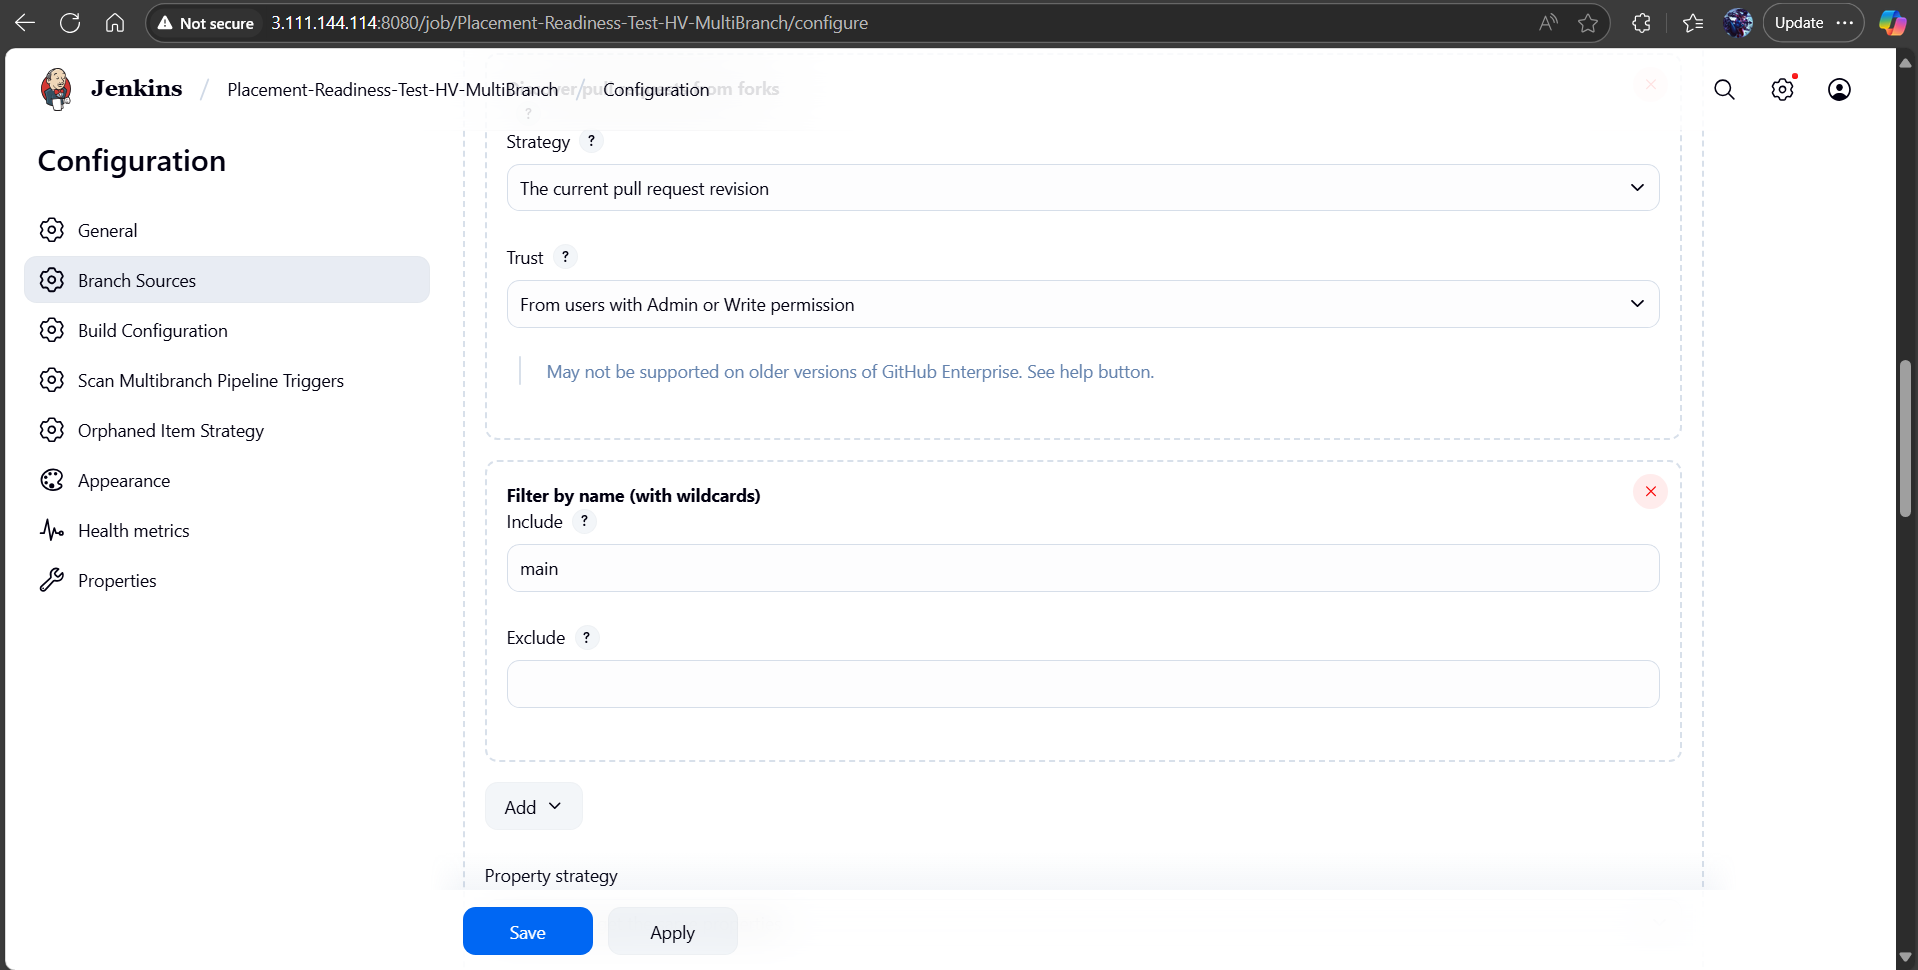 Not secure 3.111.144.114:8080/job/Placement-Readiness-Test-HV-MultiBranch/configure Update
Jenkins / Placement-Readiness-Test-HV-MultiBranch / Configuration
from forks
?
Configuration
General
Branch Sources
Build Configuration
Scan Multibranch Pipeline Triggers
Orphaned Item Strategy
Appearance
Health metrics
Properties
Strategy ?
The current pull request revision
Trust ?
From users with Admin or Write permission
May not be supported on older versions of GitHub Enterprise. See help button.
Filter by name (with wildcards)
Include ?
main
Exclude ?
Add
Property strategy
Save Apply